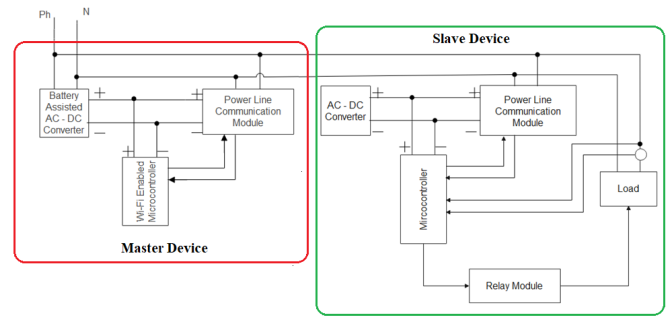 Ph
N
Slave Device
Battery
Assisted
AC - DC
Converter
+
−
+
−
Power Line
Communication
Module
Wi-Fi Enabled
Microcontroller
Master Device
AC - DC
Converter
+
−
+
−
Power Line
Communication
Module
Mircocontroller
Load
Relay Module